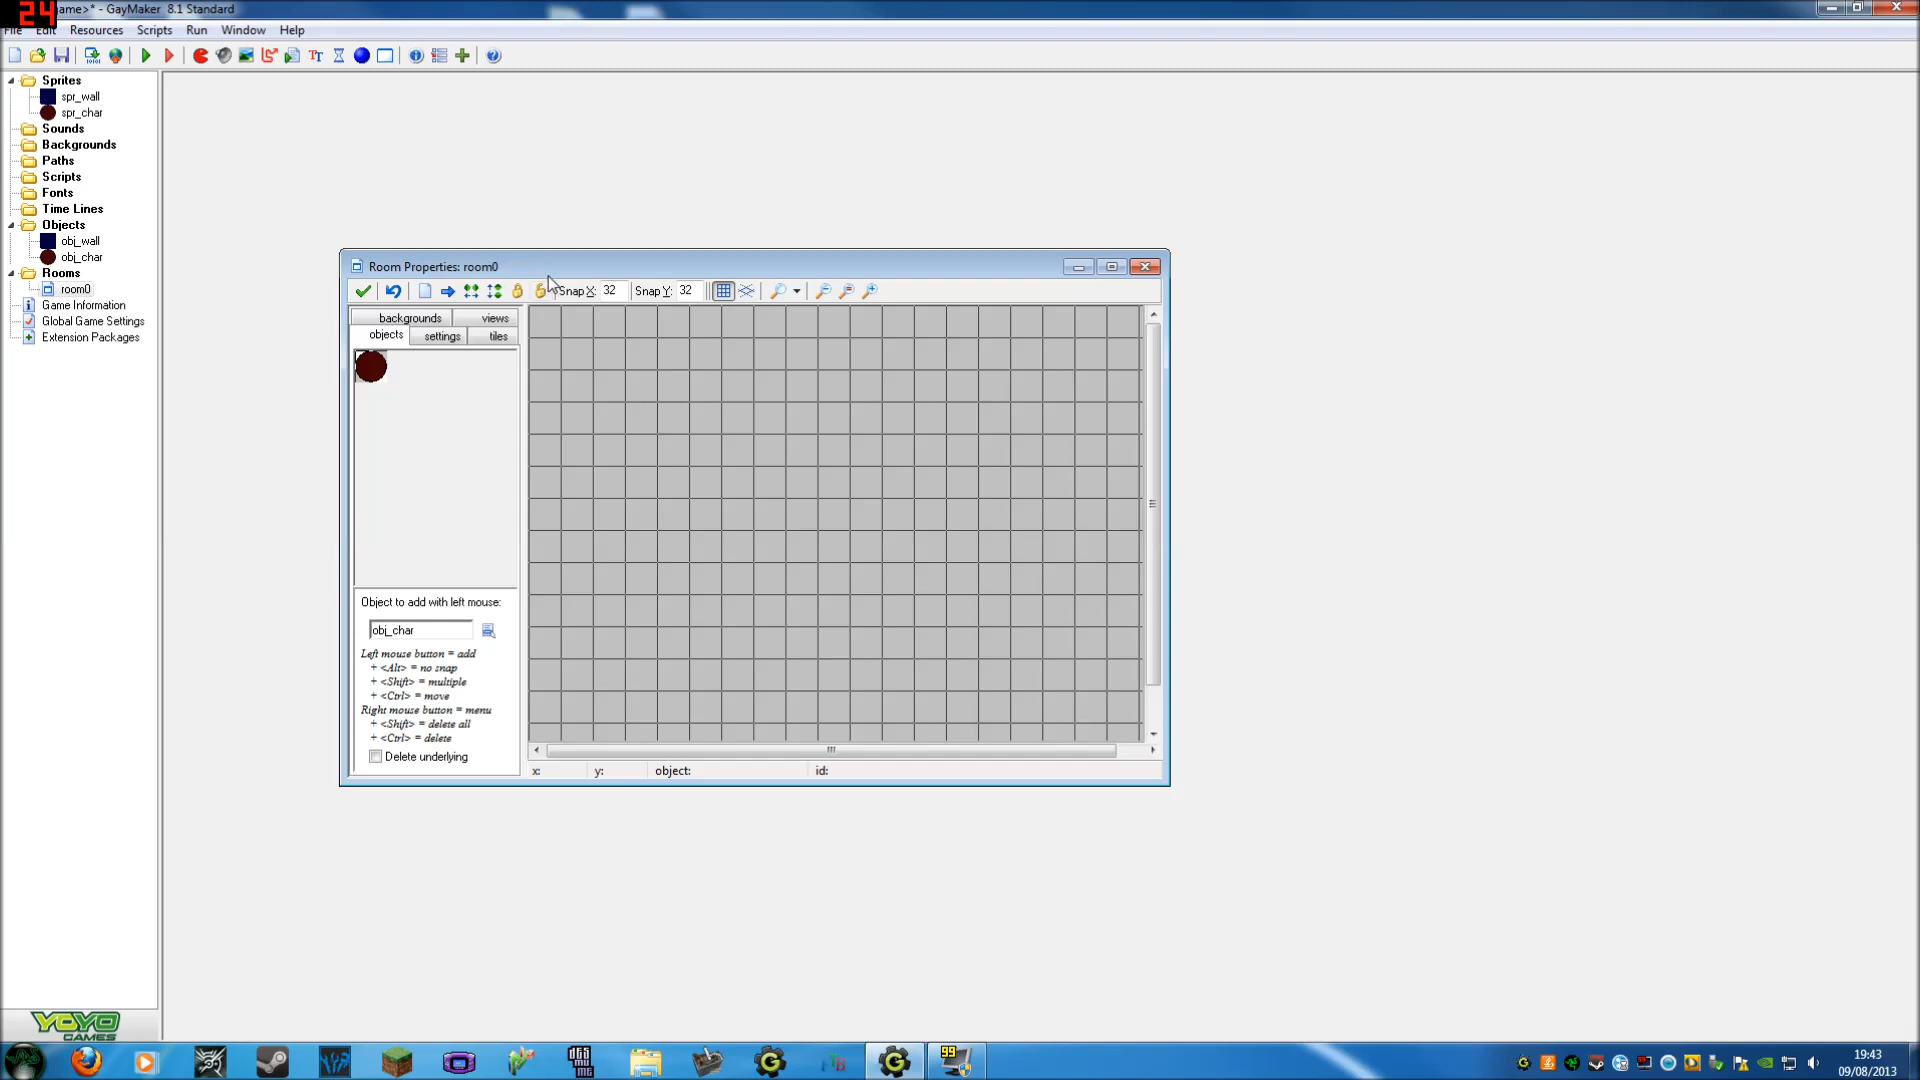 24
game>* - GayMaker 8.1 Standard
File Edit Resources Scripts Run Window Help
Sprites
spr_wall
spr_char
Sounds
Backgrounds
Paths
Scripts
Fonts
Time Lines
Objects
obj_wall
obj_char
Rooms
room0
Game Information
Global Game Settings
Extension Packages
Room Properties: room0
Snap X: 32 Snap Y: 32
backgrounds views
objects settings tiles
Object to add with left mouse:
obj_char
Left mouse button = add
+ <Alt> = no snap
+ <Shift> = multiple
+ <Ctrl> = move
Right mouse button = menu
+ <Shift> = delete all
+ <Ctrl> = delete
Delete underlying
x: y: object: id:
YOYO
GAMES
99
19:43
09/08/2013